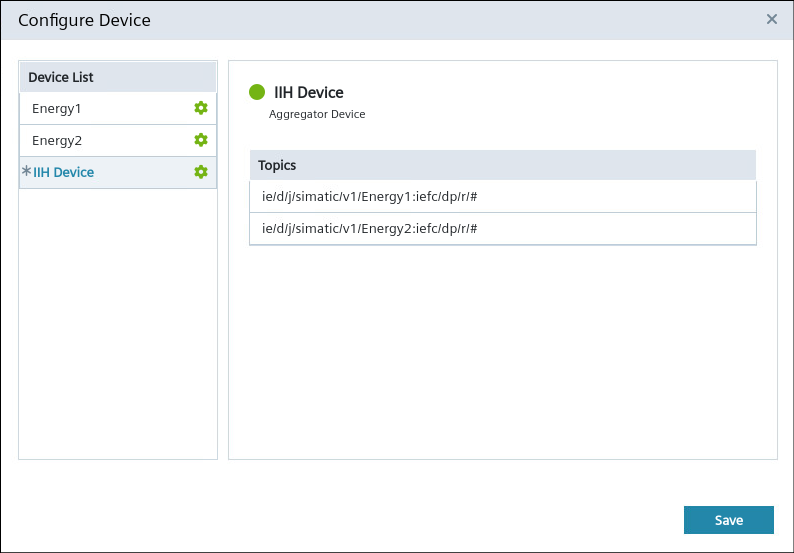 Configure Device
Device List
Energy1
Energy2
*IIH Device
IIH Device
Aggregator Device
Topics
ie/d/j/simatic/v1/Energy1:iefc/dp/r/#
ie/d/j/simatic/v1/Energy2:iefc/dp/r/#
Save